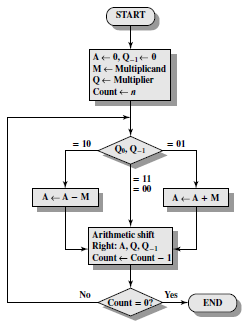 START
A ← 0, Q₋₁ ← 0
M ← Multiplicand
Q ← Multiplier
Count ← n
= 10
Q₀, Q₋₁
= 01
= 11
= 00
A ← A − M
A ← A + M
Arithmetic shift
Right: A, Q, Q₋₁
Count ← Count − 1
No
Count = 0?
Yes
END